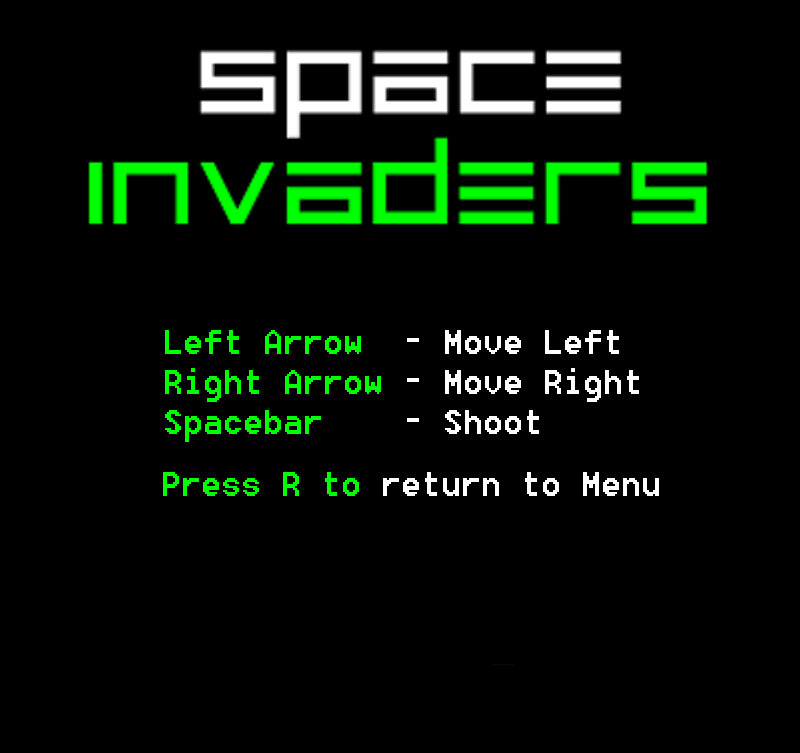 space
invaders
Left Arrow - Move Left
Right Arrow - Move Right
Spacebar - Shoot
Press R to return to Menu